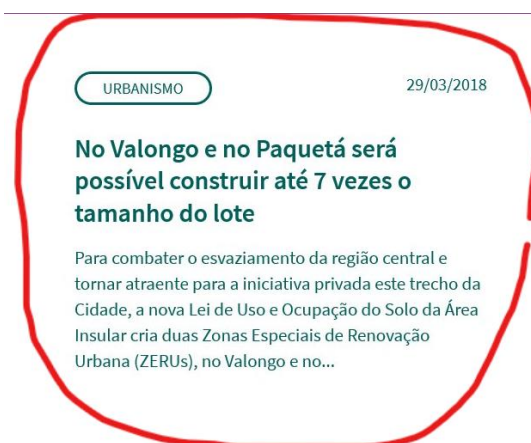 URBANISMO
29/03/2018
No Valongo e no Paquetá será
possível construir até 7 vezes o
tamanho do lote
Para combater o esvaziamento da região central e
tornar atraente para a iniciativa privada este trecho da
Cidade, a nova Lei de Uso e Ocupação do Solo da Área
Insular cria duas Zonas Especiais de Renovação
Urbana (ZERUs), no Valongo e no...